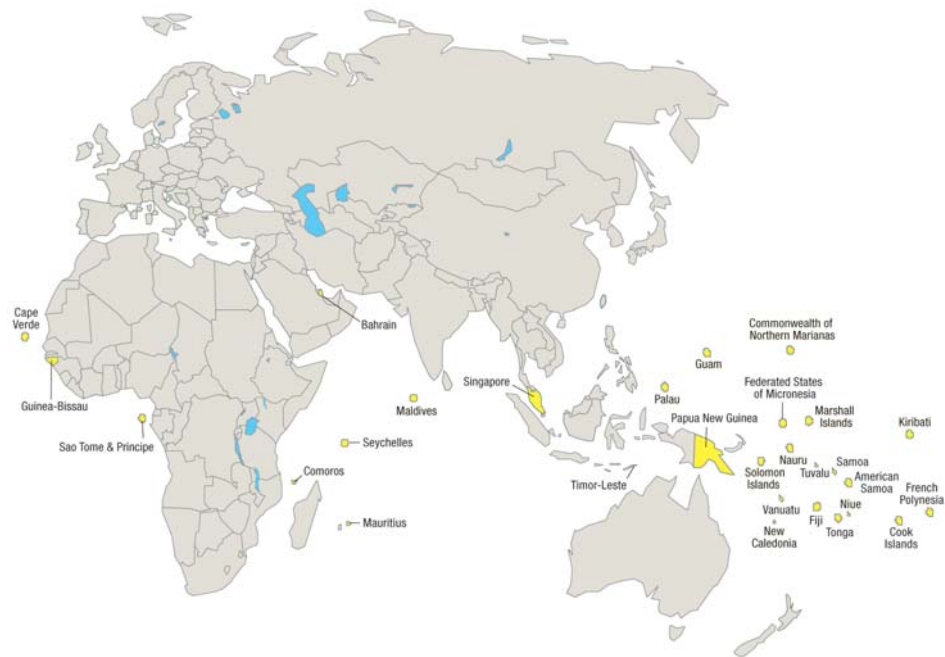 Cape
Verde
Bahrain
Commonwealth of
Northern Marianas
Guam
Guinea-Bissau
Singapore
Palau
Federated States
of Micronesia
Maldives
Papua New Guinea
Marshall
Islands
Kiribati
Sao Tome & Principe
Seychelles
Comoros
Timor-Leste
Solomon
Islands
Nauru
Tuvalu
Samoa
American
Samoa
French
Polynesia
Mauritius
Vanuatu
New
Caledonia
Fiji
Tonga
Niue
Cook
Islands